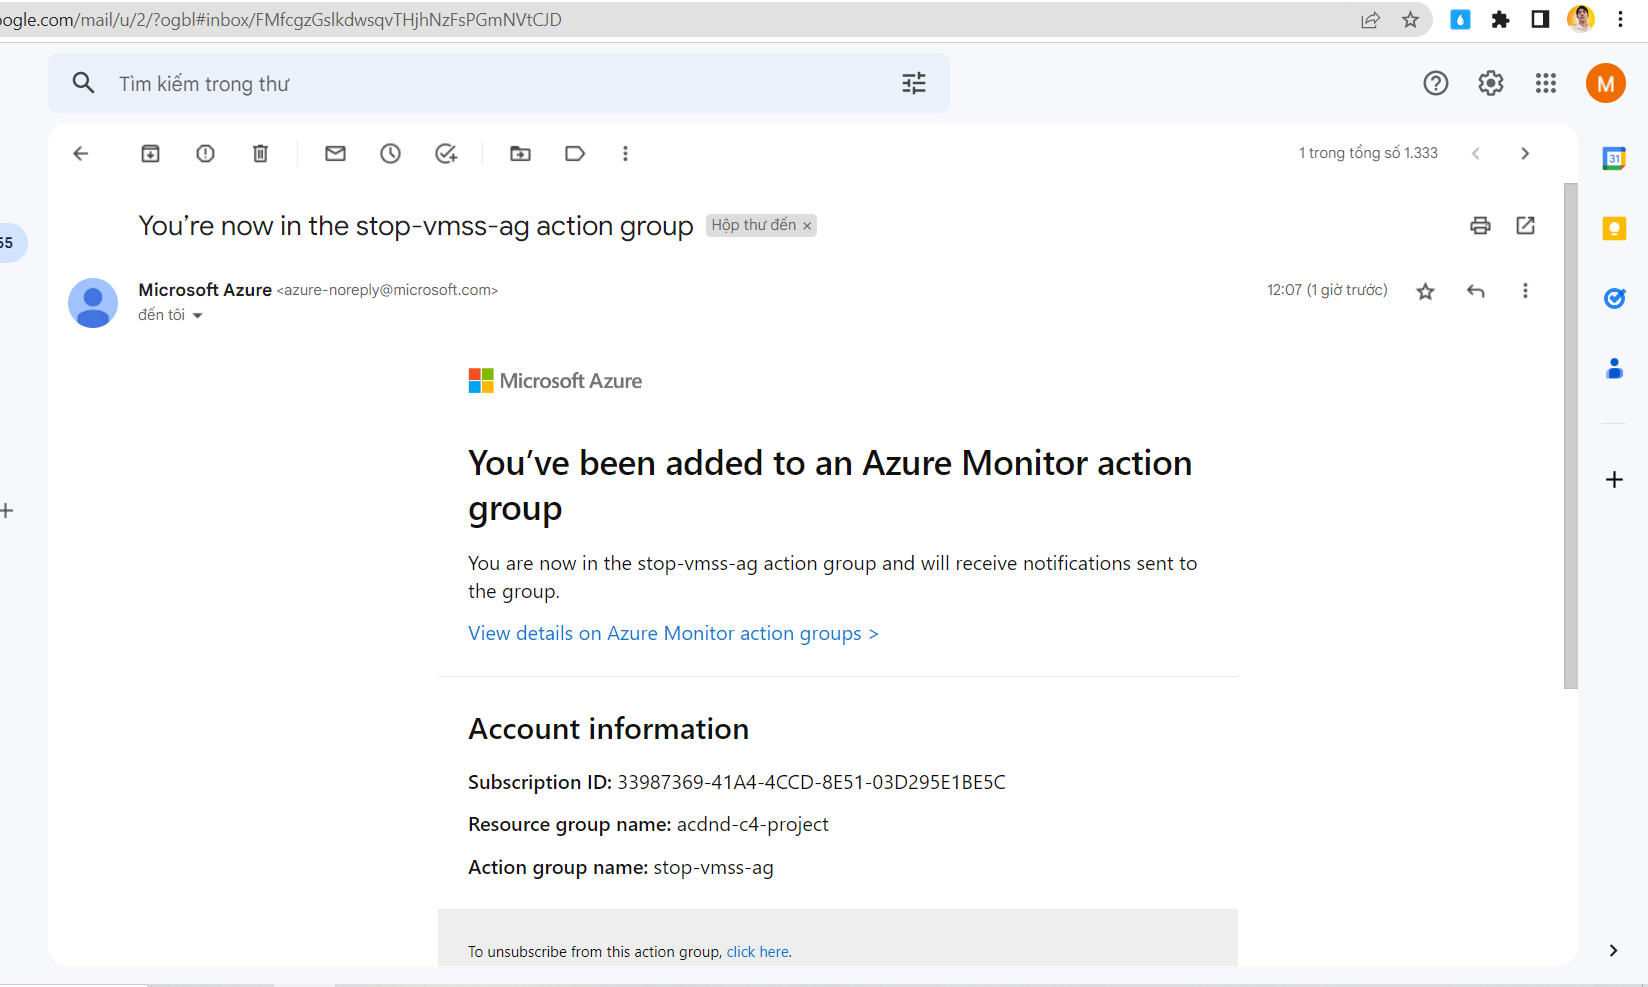 oogle.com/mail/u/2/?ogbl#inbox/FMfcgzGslkdwsqvTHjhNzFsPGmNVtCJD
Tìm kiếm trong thư
M
1 trong tổng số 1.333
31
You’re now in the stop-vmss-ag action group
Hộp thư đến ×
55
Microsoft Azure <azure-noreply@microsoft.com>
12:07 (1 giờ trước)
đến tôi
Microsoft Azure
You’ve been added to an Azure Monitor action
group
You are now in the stop-vmss-ag action group and will receive notifications sent to
the group.
View details on Azure Monitor action groups >
Account information
Subscription ID: 33987369-41A4-4CCD-8E51-03D295E1BE5C
Resource group name: acdnd-c4-project
Action group name: stop-vmss-ag
To unsubscribe from this action group, click here.